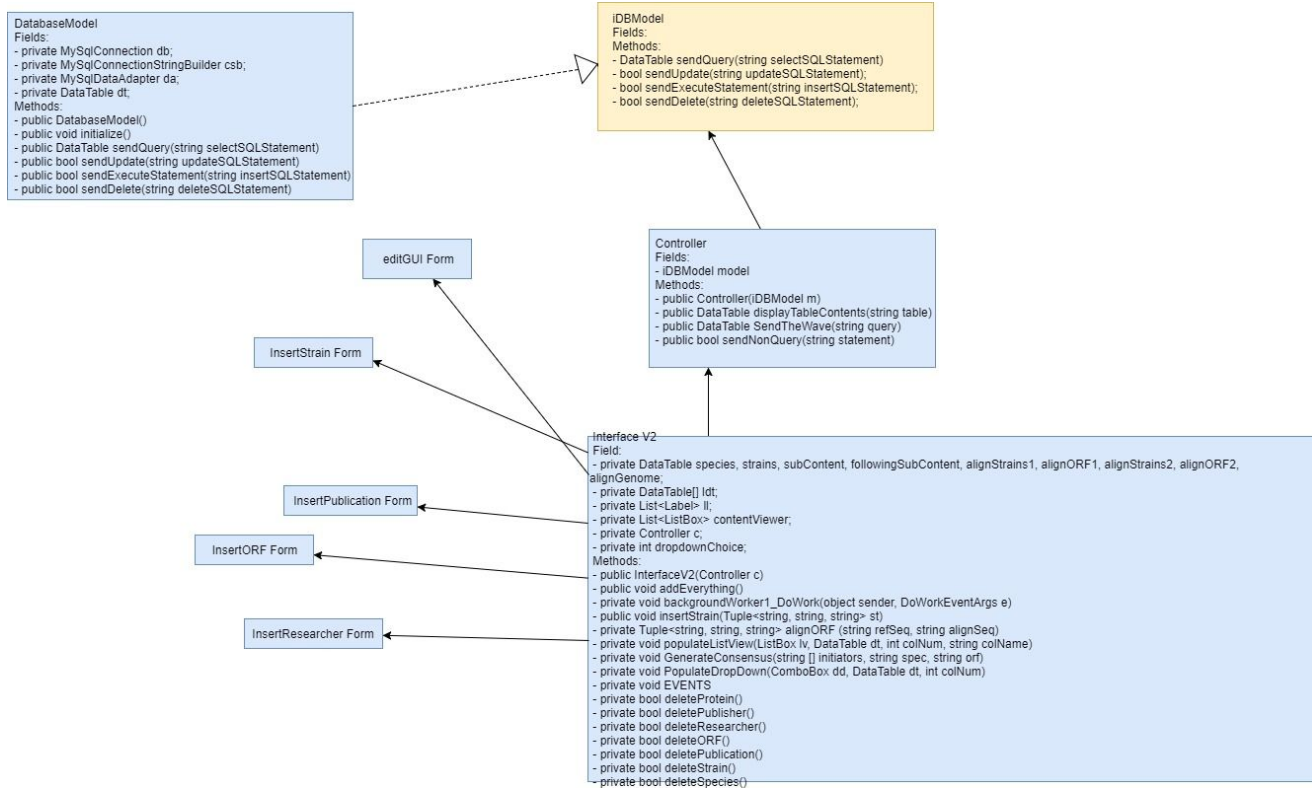 DatabaseModel
Fields:
- private MySqlConnection db;
- private MySqlConnectionStringBuilder csb;
- private MySqlDataAdapter da;
- private DataTable dt;
Methods:
- public DatabaseModel()
- public void initialize()
- public DataTable sendQuery(string selectSQLStatement)
- public bool sendUpdate(string updateSQLStatement)
- public bool sendExecuteStatement(string insertSQLStatement)
- public bool sendDelete(string deleteSQLStatement)
iDBModel
Fields:
Methods:
- DataTable sendQuery(string selectSQLStatement)
- bool sendUpdate(string updateSQLStatement);
- bool sendExecuteStatement(string insertSQLStatement);
- bool sendDelete(string deleteSQLStatement);
Controller
Fields:
- iDBModel model
Methods:
- public Controller(iDBModel m)
- public DataTable displayTableContents(string table)
- public DataTable SendTheWave(string query)
- public bool sendNonQuery(string statement)
editGUI Form
InsertStrain Form
InsertPublication Form
InsertORF Form
InsertResearcher Form
Interface V2
Field:
- private DataTable species, strains, subContent, followingSubContent, alignStrains1, alignORF1, alignStrains2, alignORF2,
alignGenome;
- private DataTable[] ldt;
- private List<Label> ll;
- private List<ListBox> contentViewer;
- private Controller c;
- private int dropdownChoice;
Methods:
- public InterfaceV2(Controller c)
- public void addEverything()
- private void backgroundWorker1_DoWork(object sender, DoWorkEventArgs e)
- public void insertStrain(Tuple<string, string, string> st)
- private Tuple<string, string, string> alignORF (string refSeq, string alignSeq)
- private void populateListView(ListBox lv, DataTable dt, int colNum, string colName)
- private void GenerateConsensus(string [] initiators, string spec, string orf)
- private void PopulateDropDown(ComboBox dd, DataTable dt, int colNum)
- private void EVENTS
- private bool deleteProtein()
- private bool deletePublisher()
- private bool deleteResearcher()
- private bool deleteORF()
- private bool deletePublication()
- private bool deleteStrain()
- private bool deleteSpecies()